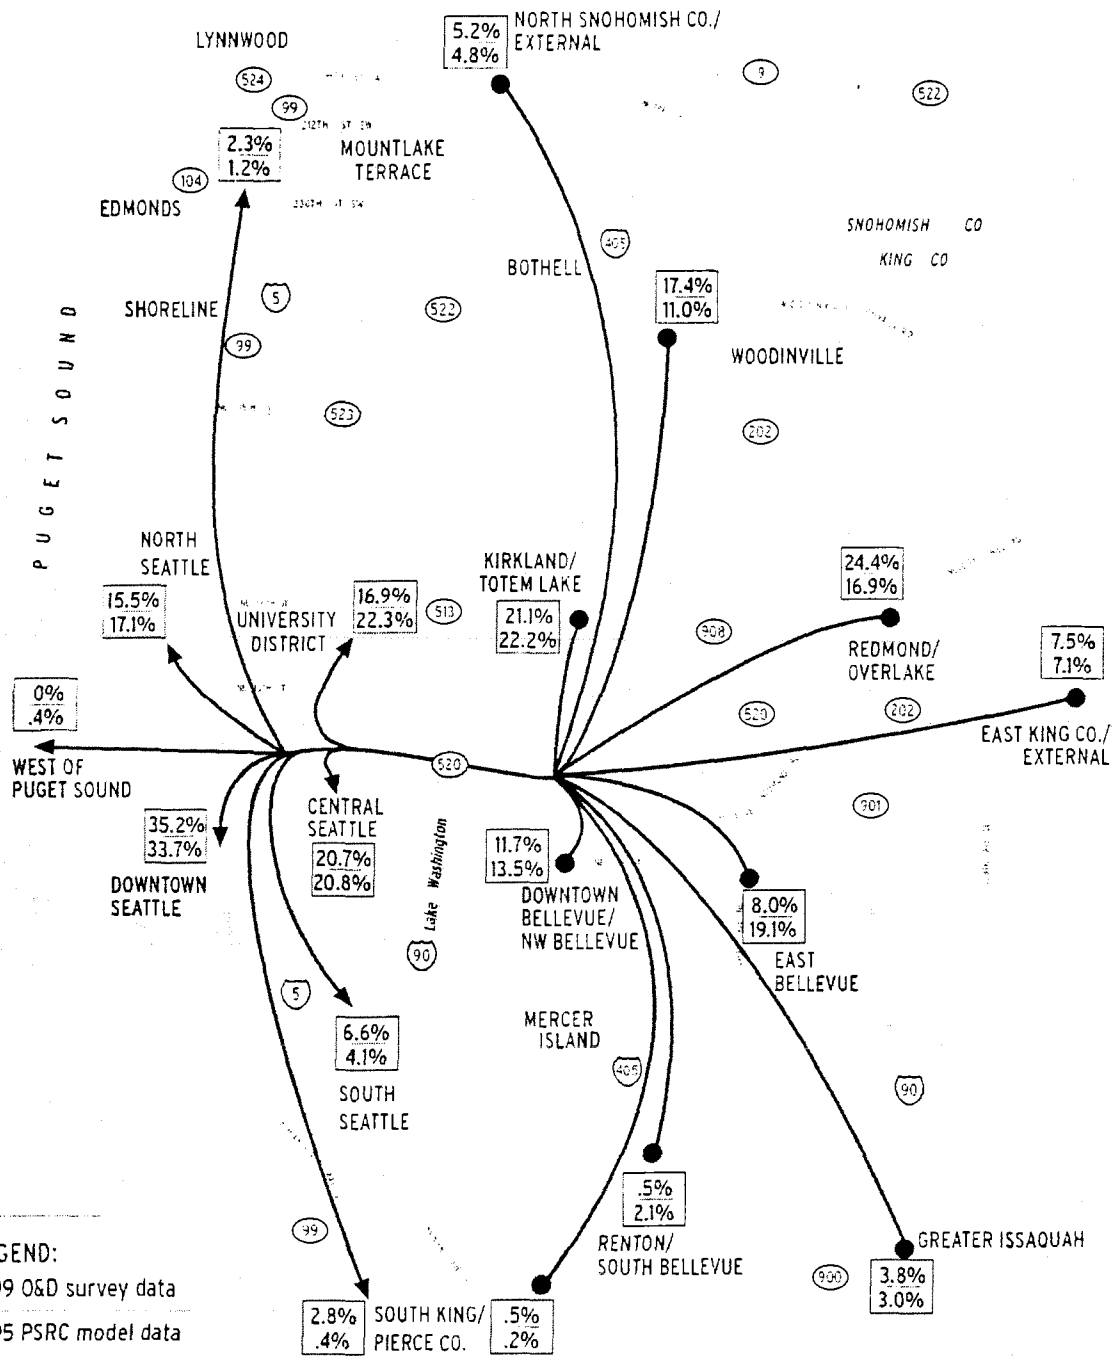 5.2%
4.8%
NORTH SNOHOMISH CO./
EXTERNAL
LYNNWOOD
524
99
9
522
212TH ST SW
2.3%
1.2%
MOUNTLAKE
TERRACE
104
EDMONDS
SNOHOMISH CO
KING CO
405
BOTHELL
17.4%
11.0%
SHORELINE
5
522
99
WOODINVILLE
PUGET SOUND
523
202
NORTH
SEATTLE
15.5%
17.1%
UNIVERSITY
DISTRICT
16.9%
22.3%
513
KIRKLAND/
TOTEM LAKE
21.1%
22.2%
908
24.4%
16.9%
REDMOND/
OVERLAKE
7.5%
7.1%
0%
.4%
WEST OF
PUGET SOUND
520
520
202
EAST KING CO./
EXTERNAL
901
35.2%
33.7%
DOWNTOWN
SEATTLE
CENTRAL
SEATTLE
20.7%
20.8%
Lake Washington
11.7%
13.5%
DOWNTOWN
BELLEVUE/
NW BELLEVUE
8.0%
19.1%
EAST
BELLEVUE
90
5
6.6%
4.1%
SOUTH
SEATTLE
MERCER
ISLAND
405
90
.5%
2.1%
RENTON/
SOUTH BELLEVUE
99
GREATER ISSAQUAH
3.8%
3.0%
900
2.8%
.4%
SOUTH KING/
PIERCE CO.
.5%
.2%
GEND:
99 O&D survey data
95 PSRC model data